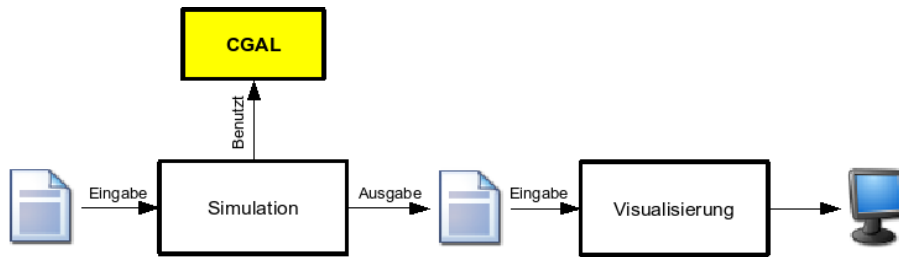 CGAL
Benutzt
Eingabe
Simulation
Ausgabe
Eingabe
Visualisierung